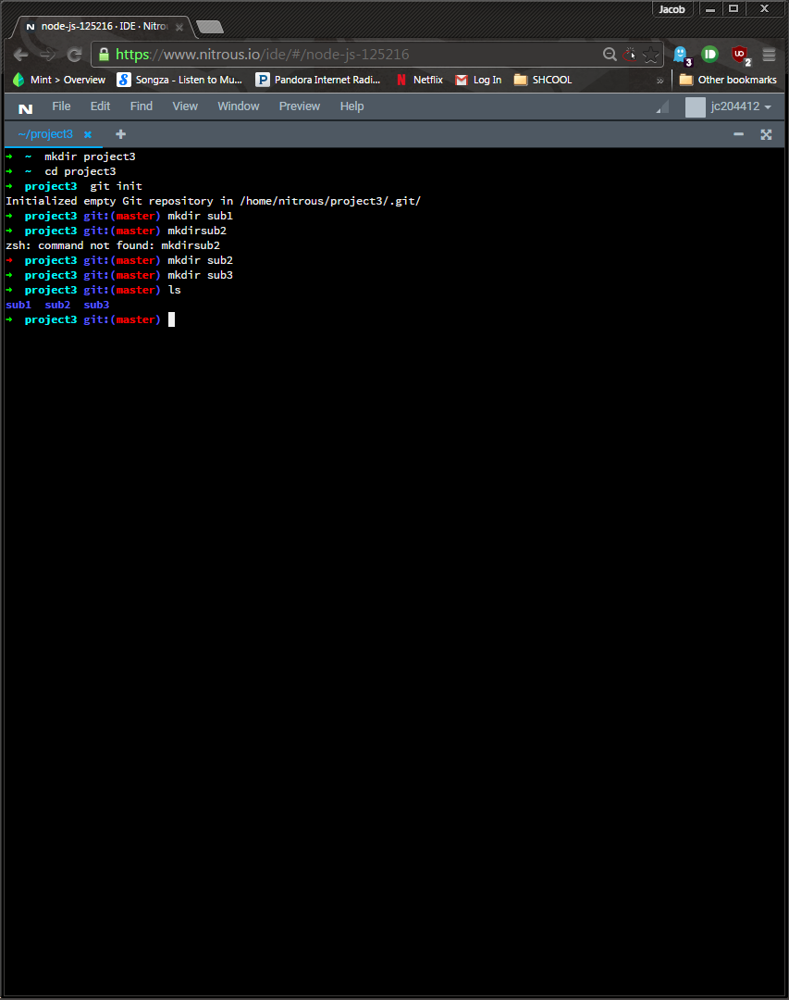 Jacob
node-js-125216 · IDE · Nitrou
https://www.nitrous.io/ide/#/node-js-125216
3
UD
2
Mint > Overview
Songza - Listen to Mu...
Pandora Internet Radi...
Netflix
Log In
SHCOOL
»
Other bookmarks
N File Edit Find View Window Preview Help
jc204412
~/project3 × +
➜ ~ mkdir project3
➜ ~ cd project3
➜ project3 git init
Initialized empty Git repository in /home/nitrous/project3/.git/
➜ project3 git:(master) mkdir sub1
➜ project3 git:(master) mkdirsub2
zsh: command not found: mkdirsub2
➜ project3 git:(master) mkdir sub2
➜ project3 git:(master) mkdir sub3
➜ project3 git:(master) ls
sub1 sub2 sub3
➜ project3 git:(master)